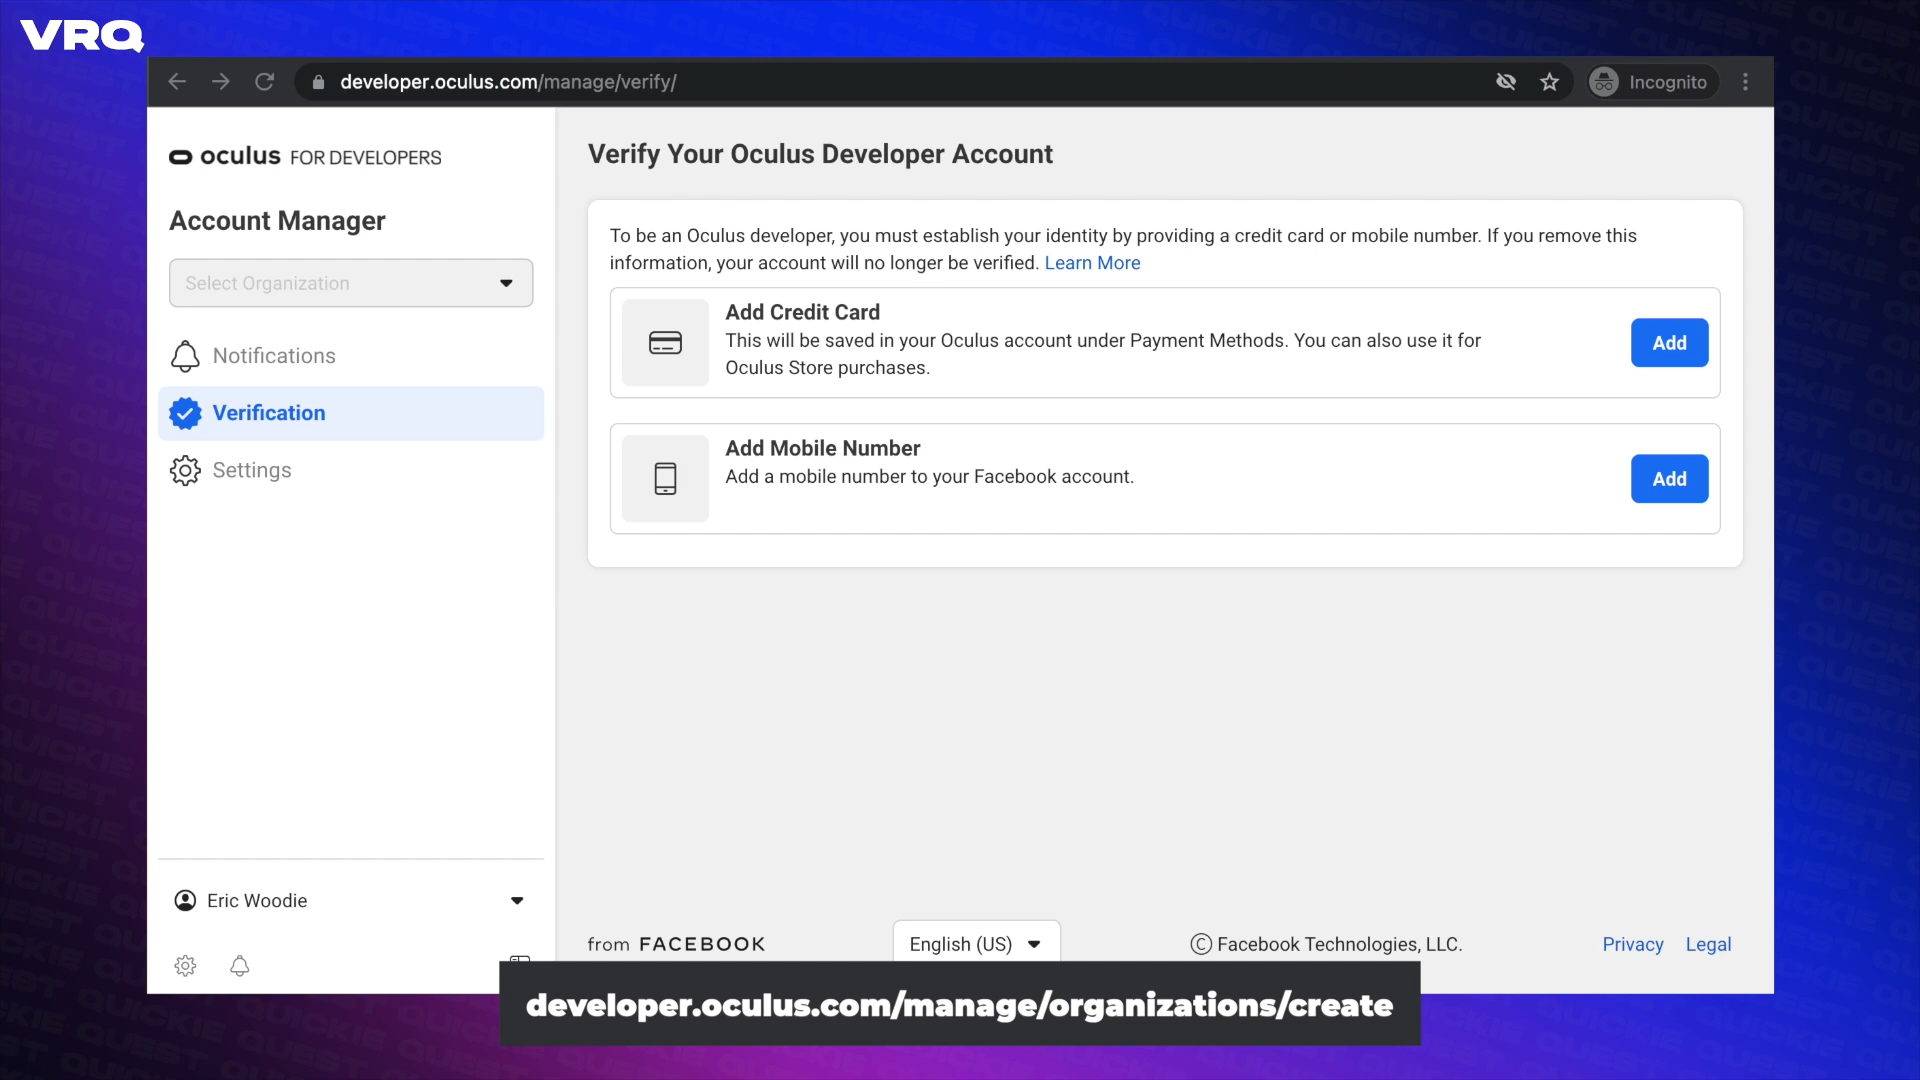 VRQ
developer.oculus.com/manage/verify/
Incognito
oculus FOR DEVELOPERS
Account Manager
Select Organization
Notifications
Verification
Settings
Eric Woodie
Verify Your Oculus Developer Account
To be an Oculus developer, you must establish your identity by providing a credit card or mobile number. If you remove this
information, your account will no longer be verified. Learn More
Add Credit Card
This will be saved in your Oculus account under Payment Methods. You can also use it for
Oculus Store purchases.
Add
Add Mobile Number
Add a mobile number to your Facebook account.
Add
from FACEBOOK
English (US)
© Facebook Technologies, LLC.
Privacy
Legal
developer.oculus.com/manage/organizations/create